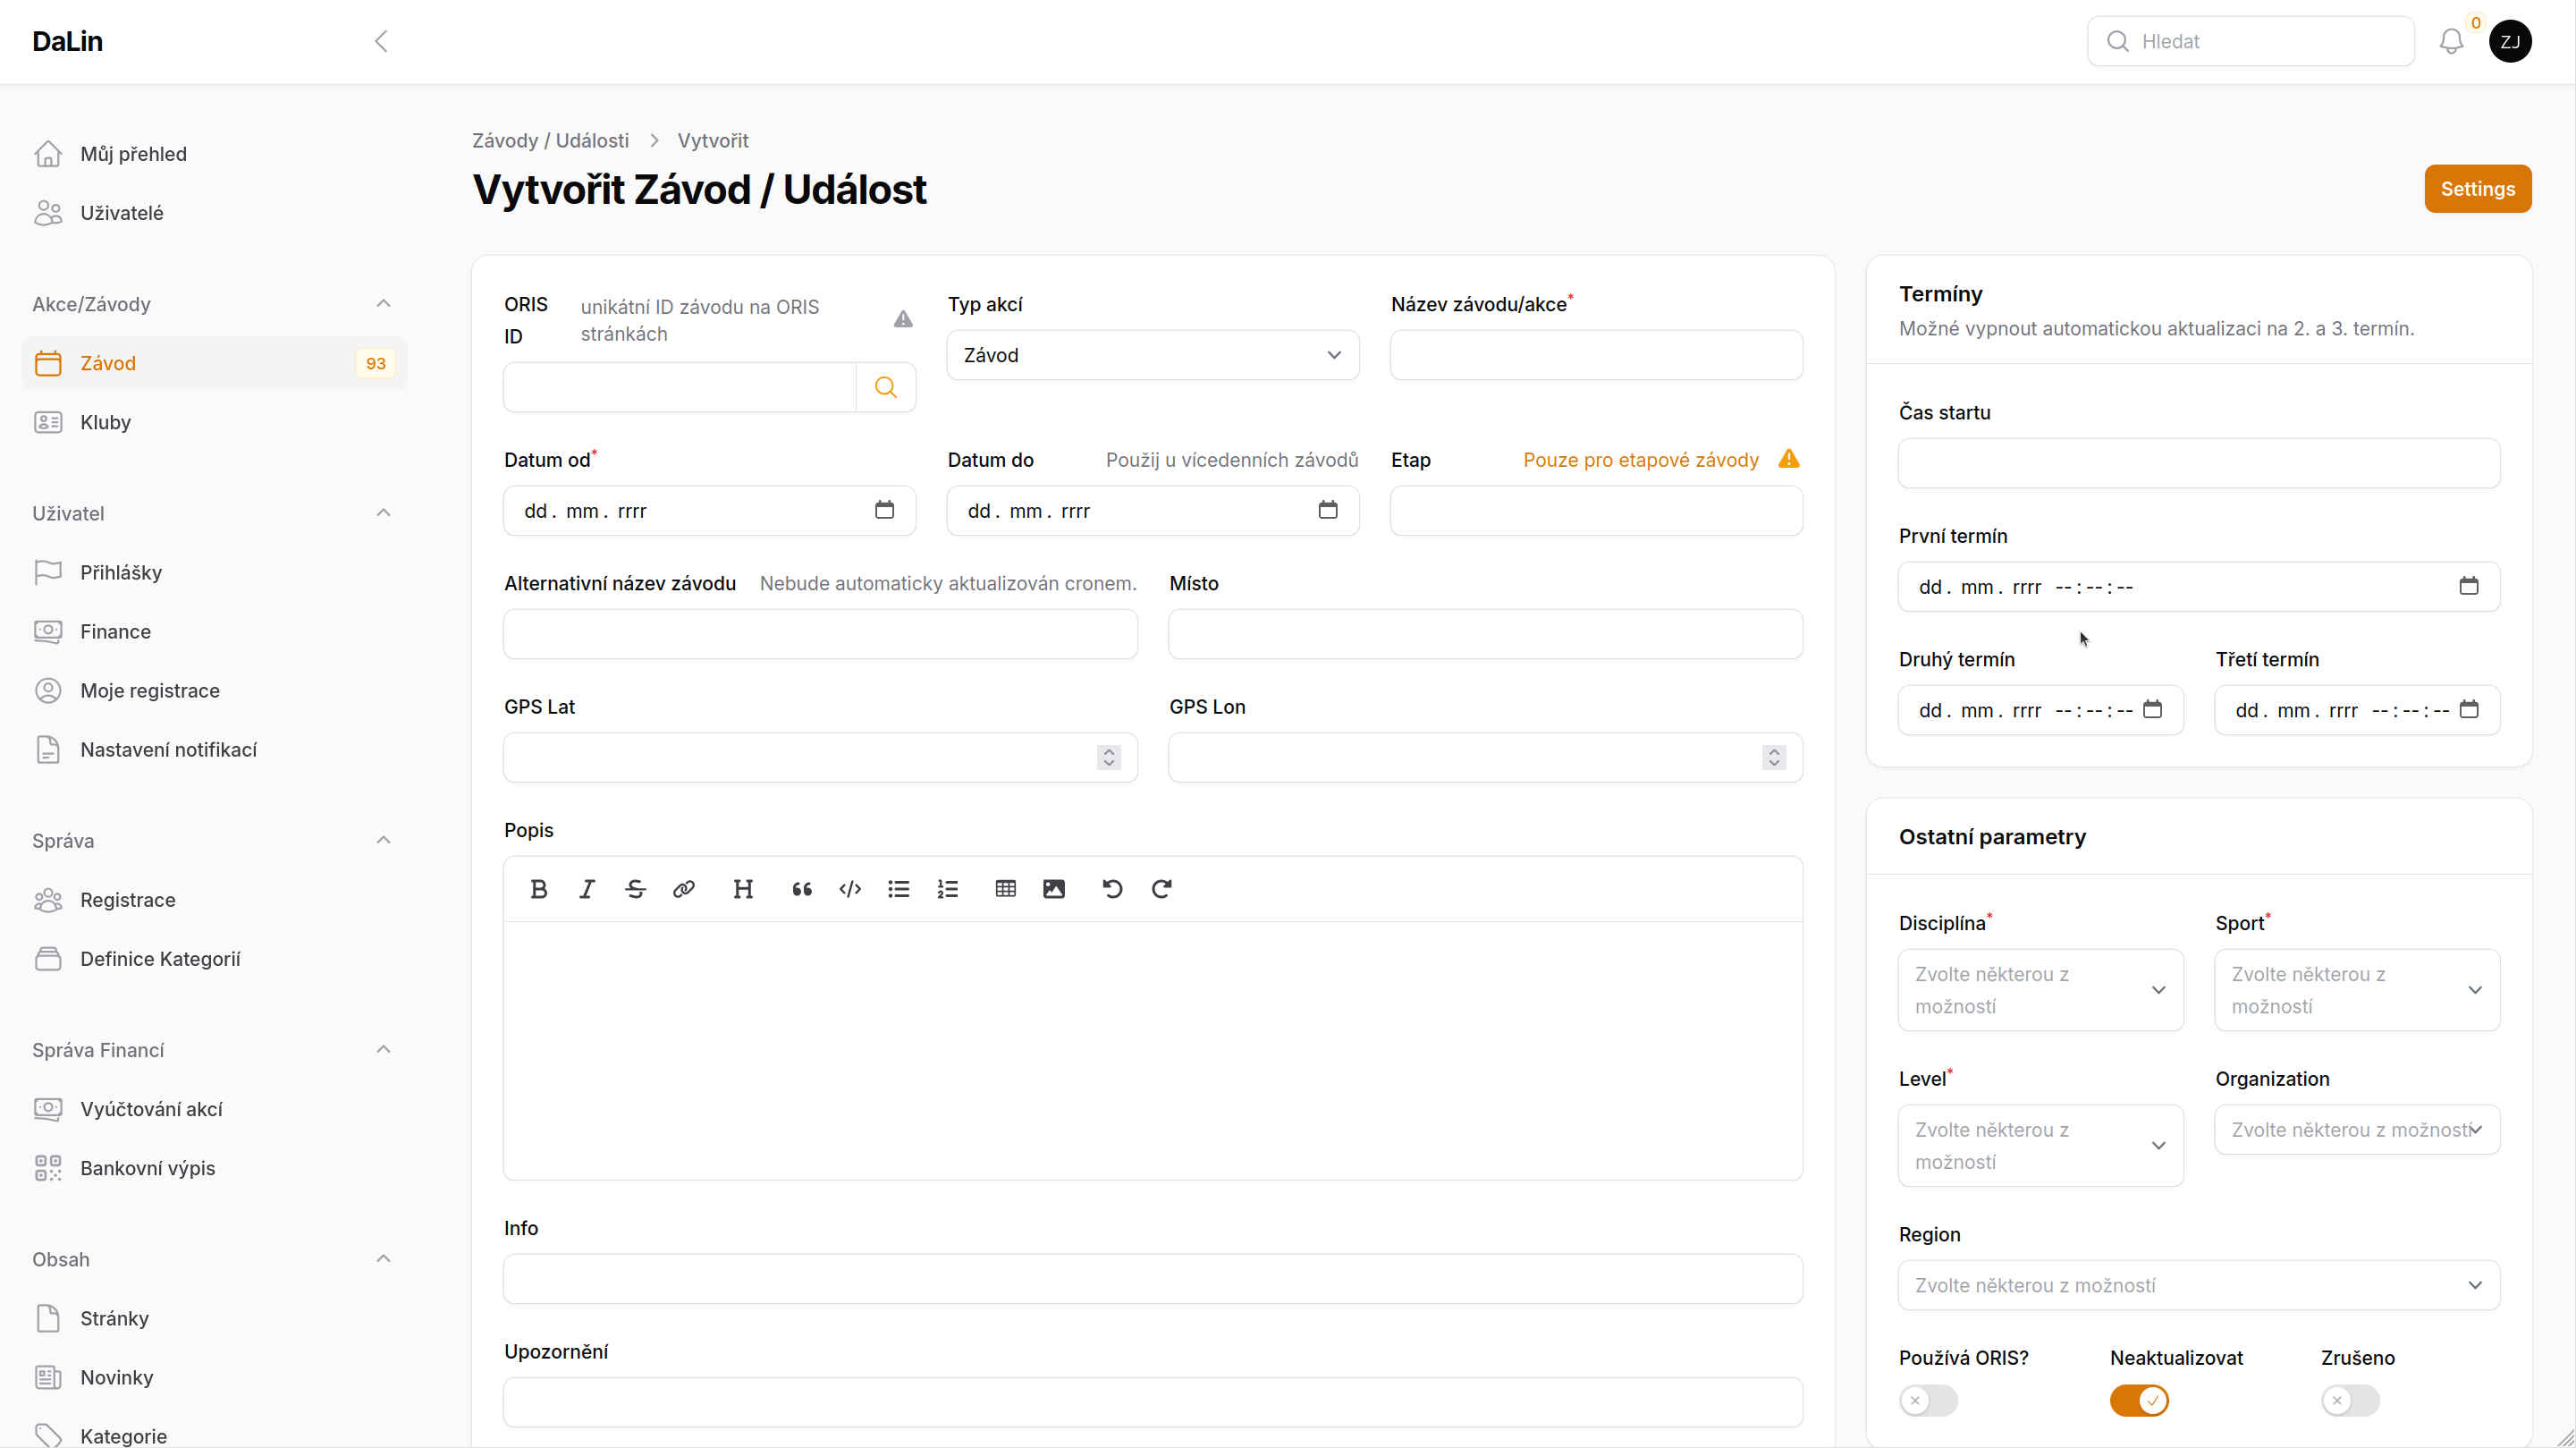 DaLin
Hledat
0
ZJ
Můj přehled
Uživatelé
Akce/Závody
Závod
93
Kluby
Uživatel
Přihlášky
Finance
Moje registrace
Nastavení notifikací
Správa
Registrace
Definice Kategorií
Správa Financí
Vyúčtování akcí
Bankovní výpis
Obsah
Stránky
Novinky
Kategorie
Závody / Události > Vytvořit
Vytvořit Závod / Událost
Settings
ORIS ID
unikátní ID závodu na ORIS
stránkách
Typ akcí
Závod
Název závodu/akce*
Datum od*
dd . mm . rrrr
Datum do
Použij u vícedenních závodů
dd . mm . rrrr
Etap
Pouze pro etapové závody
Alternativní název závodu
Nebude automaticky aktualizován cronem.
Místo
GPS Lat
GPS Lon
Popis
Info
Upozornění
Termíny
Možné vypnout automatickou aktualizaci na 2. a 3. termín.
Čas startu
První termín
dd . mm . rrrr -- : -- : --
Druhý termín
dd . mm . rrrr -- : -- : --
Třetí termín
dd . mm . rrrr -- : -- : --
Ostatní parametry
Disciplína*
Zvolte některou z
možností
Sport*
Zvolte některou z
možností
Level*
Zvolte některou z
možností
Organization
Zvolte některou z možností
Region
Zvolte některou z možností
Používá ORIS?
Neaktualizovat
Zrušeno